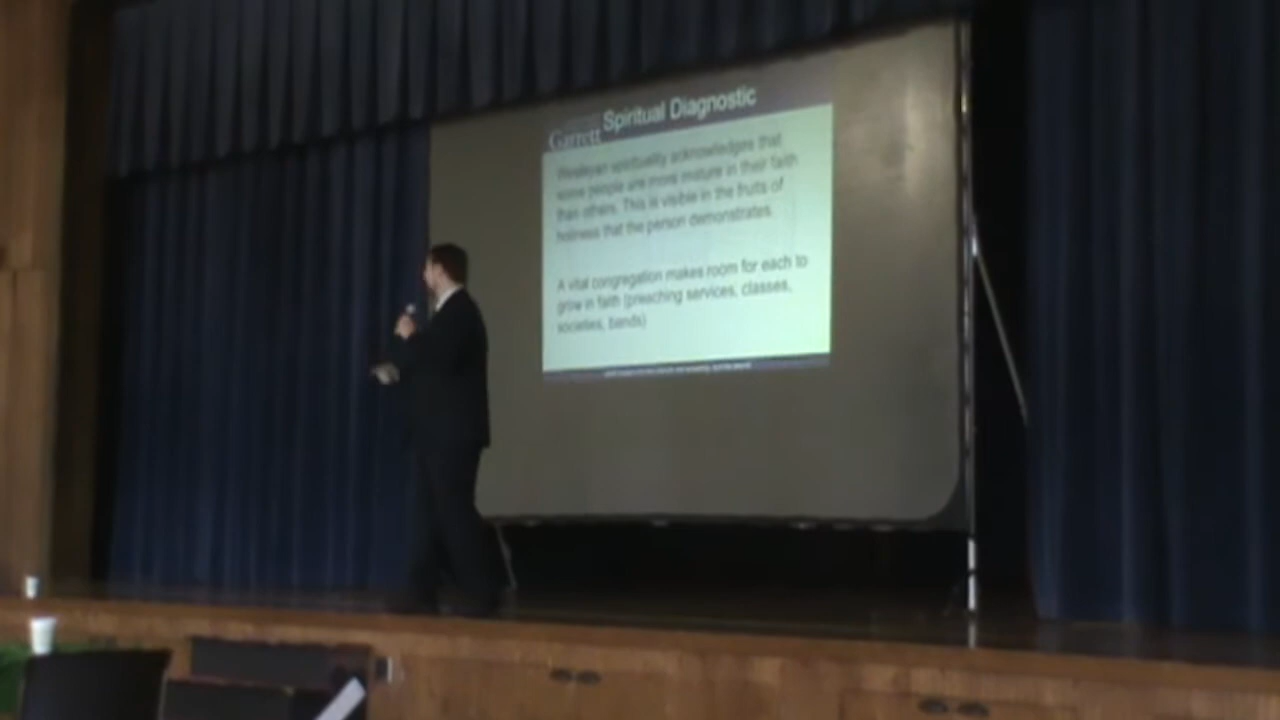 Spiritual Diagnostic
Garrett
Wesleyan spirituality acknowledges that
some people are more mature in their faith
than others. This is visible in the fruits of
holiness that the person demonstrates.
A vital congregation makes room for each to
grow in faith (preaching services, classes,
societies, bands)